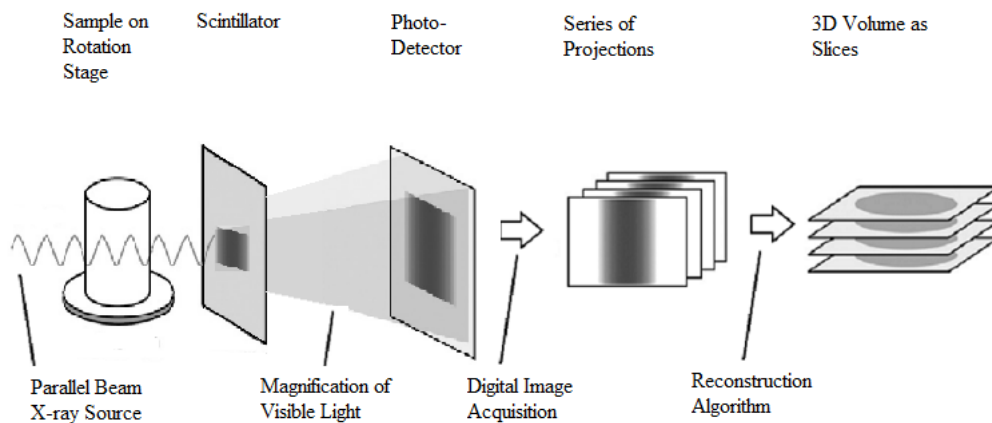 Sample on
Rotation
Stage
Scintillator
Photo-
Detector
Series of
Projections
3D Volume as
Slices
Parallel Beam
X-ray Source
Magnification of
Visible Light
Digital Image
Acquisition
Reconstruction
Algorithm